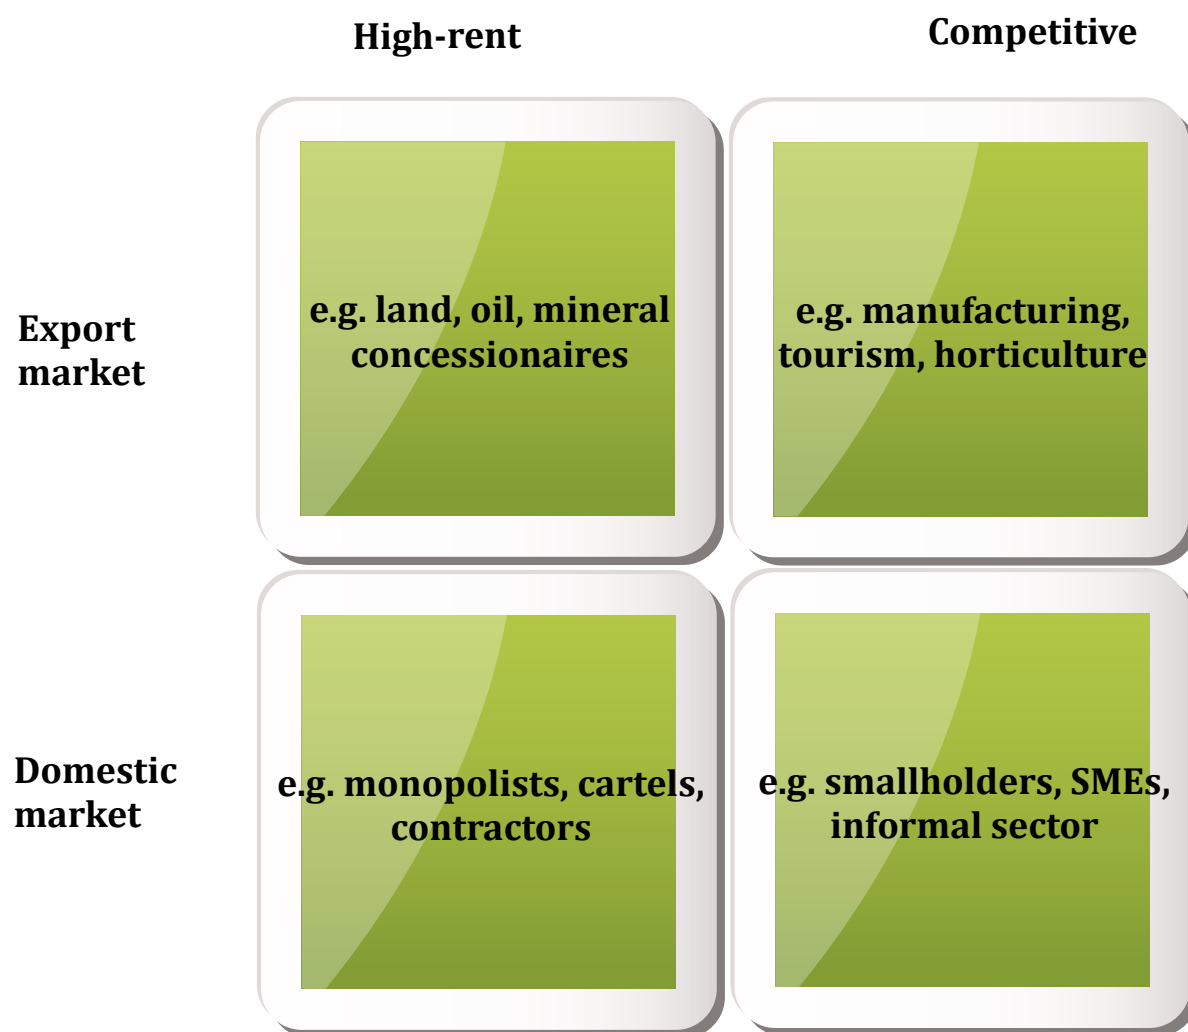 High-rent
Competitive
Export
market
e.g. land, oil, mineral
concessionaires
e.g. manufacturing,
tourism, horticulture
Domestic
market
e.g. monopolists, cartels,
contractors
e.g. smallholders, SMEs,
informal sector